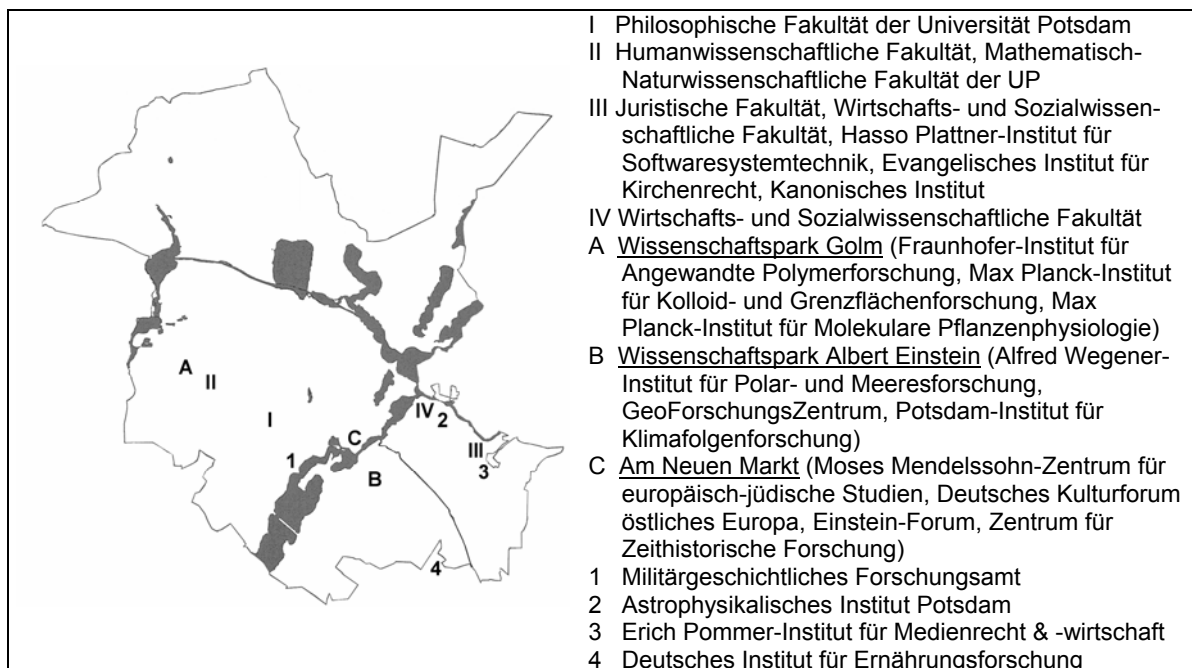 I Philosophische Fakultät der Universität Potsdam
II Humanwissenschaftliche Fakultät, Mathematisch-
Naturwissenschaftliche Fakultät der UP
III Juristische Fakultät, Wirtschafts- und Sozialwissen-
schaftliche Fakultät, Hasso Plattner-Institut für
Softwaresystemtechnik, Evangelisches Institut für
Kirchenrecht, Kanonisches Institut
IV Wirtschafts- und Sozialwissenschaftliche Fakultät
A Wissenschaftspark Golm (Fraunhofer-Institut für
Angewandte Polymerforschung, Max Planck-Institut
für Kolloid- und Grenzflächenforschung, Max
Planck-Institut für Molekulare Pflanzenphysiologie)
B Wissenschaftspark Albert Einstein (Alfred Wegener-
Institut für Polar- und Meeresforschung,
GeoForschungsZentrum, Potsdam-Institut für
Klimafolgenforschung)
C Am Neuen Markt (Moses Mendelssohn-Zentrum für
europäisch-jüdische Studien, Deutsches Kulturforum
östliches Europa, Einstein-Forum, Zentrum für
Zeithistorische Forschung)
1 Militärgeschichtliches Forschungsamt
2 Astrophysikalisches Institut Potsdam
3 Erich Pommer-Institut für Medienrecht & -wirtschaft
4 Deutsches Institut für Ernährungsforschung
A
II
I
IV
2
C
III
1
B
3
4